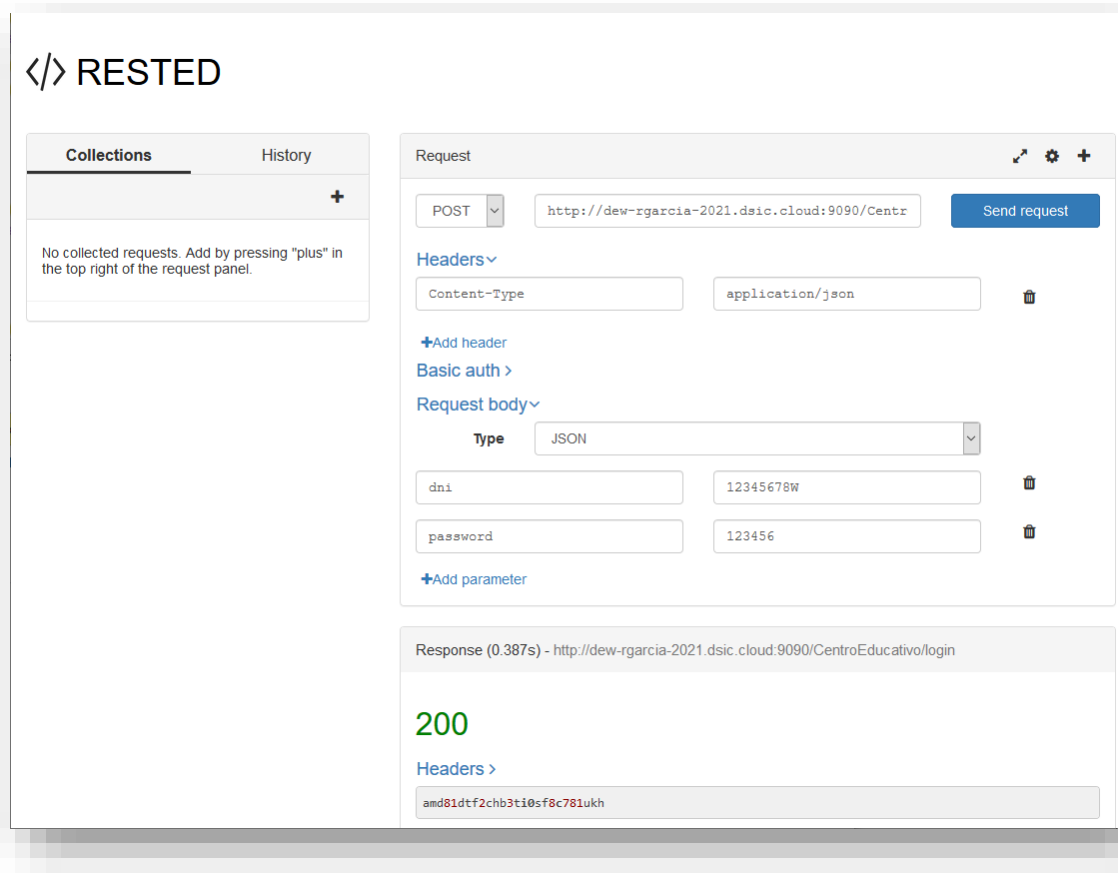 </> RESTED
Collections
History
No collected requests. Add by pressing "plus" in
the top right of the request panel.
Request
POST
http://dew-rgarcia-2021.dsic.cloud:9090/Centr
Send request
Headers
Content-Type
application/json
Add header
Basic auth
Request body
Type
JSON
dni
12345678W
password
123456
Add parameter
Response (0.387s) - http://dew-rgarcia-2021.dsic.cloud:9090/CentroEducativo/login
200
Headers
amd81dtf2chb3ti0sf8c781ukh